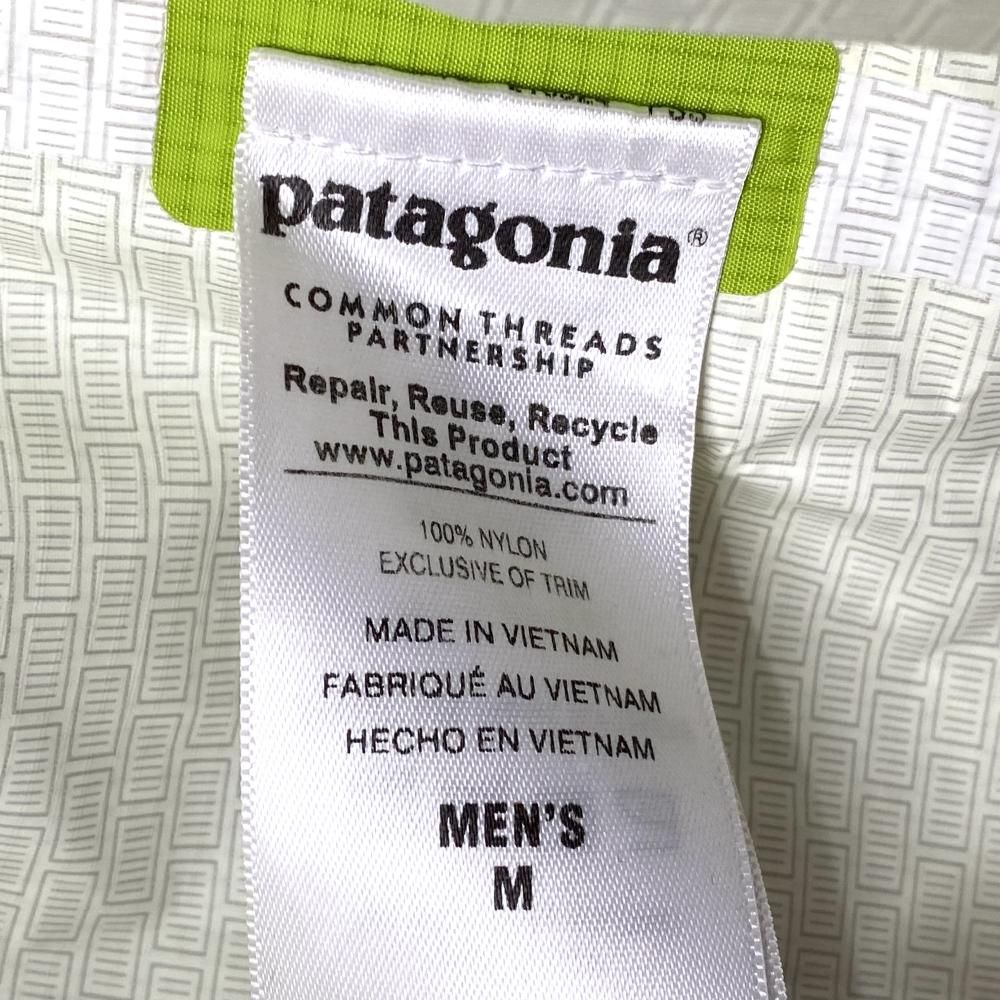 patagonia®
COMMON THREADS
PARTNERSHIP
Repair, Reuse, Recycle
This Product
www.patagonia.com
100% NYLON
EXCLUSIVE OF TRIM
MADE IN VIETNAM
FABRIQUÉ AU VIETNAM
HECHO EN VIETNAM
MEN'S
M